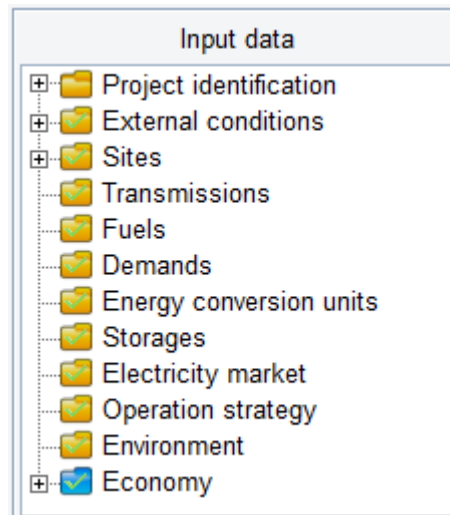 Input data
Project identification
External conditions
Sites
Transmissions
Fuels
Demands
Energy conversion units
Storages
Electricity market
Operation strategy
Environment
Economy